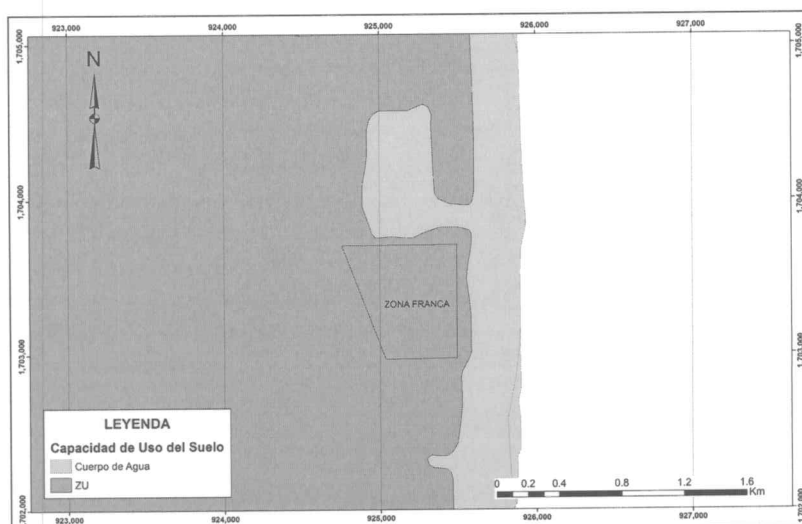 923,000 924,000 925,000 926,000 927,000
1,705,000 1,705,000
N
1,704,000 1,704,000
ZONA FRANCA
1,703,000 1,703,000
LEYENDA
Capacidad de Uso del Suelo
Cuerpo de Agua
ZU
0 0.2 0.4 0.8 1.2 1.6
Km
1,702,000
923,000 924,000 925,000 926,000 927,000